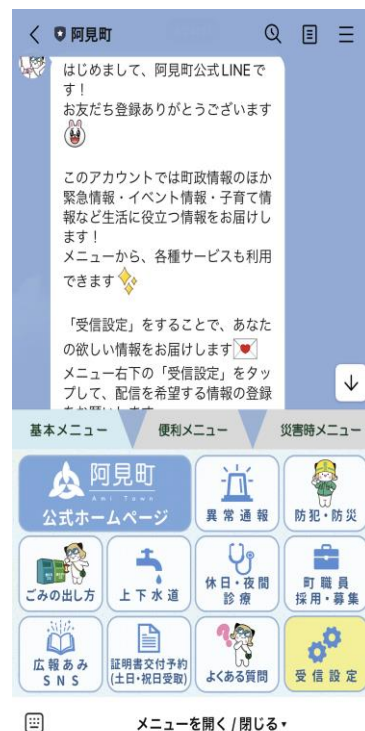 阿見町
はじめまして、阿見町公式LINEで
す！
お友だち登録ありがとうございます
このアカウントでは町政情報のほか
緊急情報・イベント情報・子育て情
報など生活に役立つ情報をお届けし
ます！
メニューから、各種サービスも利用
できます
「受信設定」をすることで、あなた
の欲しい情報をお届けします
メニュー右下の「受信設定」をタッ
プして、配信を希望する情報の登録
をお願いします
基本メニュー
便利メニュー
災害時メニュー
阿見町
Ami Town
公式ホームページ
異常通報
防犯・防災
ごみの出し方
上下水道
休日・夜間
診療
町職員
採用・募集
広報あみ
SNS
証明書交付予約
(土日・祝日受取)
よくある質問
受信設定
メニューを開く / 閉じる▾